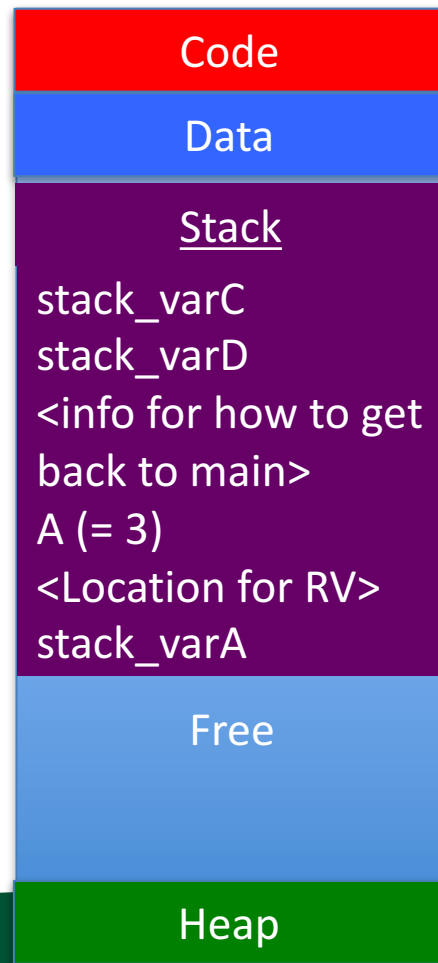 Code
Data
Stack
stack_varC
stack_varD
<info for how to get
back to main>
A (= 3)
<Location for RV>
stack_varA
Free
Heap